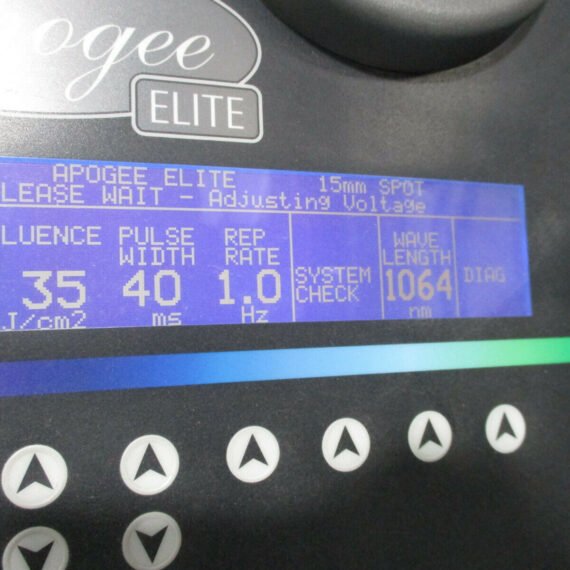 ogee
ELITE
APOGEE ELITE 15mm SPOT
LEASE WAIT - Adjusting Voltage
LUENCE PULSE WIDTH REP RATE SYSTEM CHECK WAVE LENGTH DIAG
35 40 1.0 1064
J/cm2 ms Hz nm